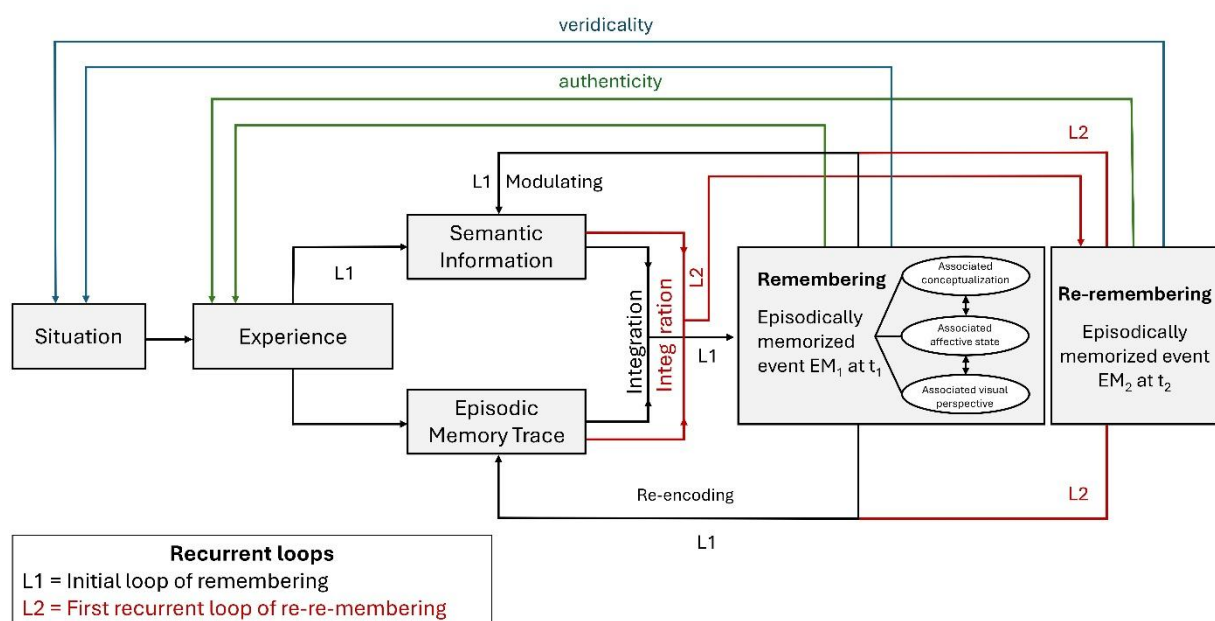 veridicality
authenticity
L2
L1 Modulating
Semantic
Information
L1
L2
Integration
Integration
Situation
Experience
L1
Remembering
Episodically
memorized
event EM₁ at t₁
Associated
conceptualization
Associated
affective state
Associated visual
perspective
Re-remembering
Episodically
memorized event
EM₂ at t₂
Episodic
Memory Trace
Re-encoding
L2
L1
Recurrent loops
L1 = Initial loop of remembering
L2 = First recurrent loop of re-re-membering